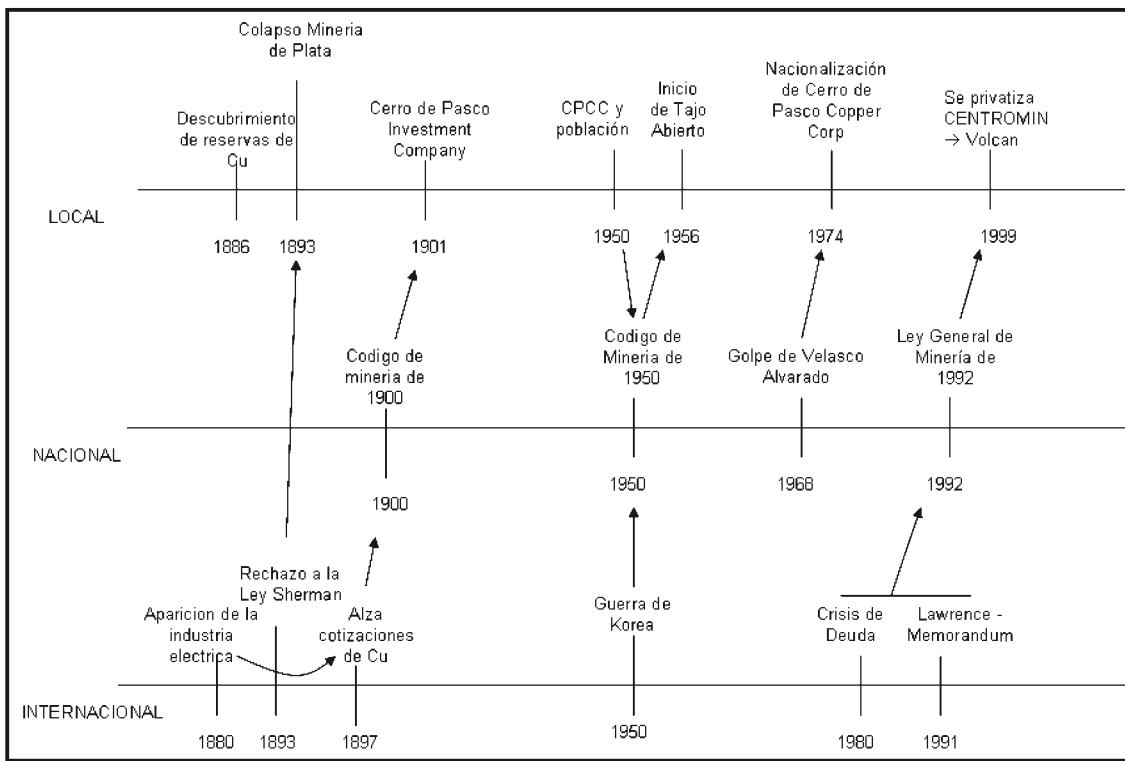 Colapso Mineria
de Plata
Descubrimiento
de reservas de
Cu
Cerro de Pasco
Investment
Company
CPCC y
población
Inicio
de Tajo
Abierto
Nacionalización
de Cerro de
Pasco Copper
Corp
Se privatiza
CENTROMIN
→ Volcan
LOCAL
1886
1893
1901
1950
1956
1974
1999
Codigo de
mineria de
1900
Codigo de
Mineria de
1950
Golpe de Velasco
Alvarado
Ley General de
Minería de
1992
NACIONAL
1900
1950
1968
1992
Rechazo a la
Ley Sherman
Aparicion de la
industria
electrica
Alza
cotizaciones
de Cu
Guerra de
Korea
Crisis de
Deuda
Lawrence -
Memorandum
INTERNACIONAL
1880
1893
1897
1950
1980
1991